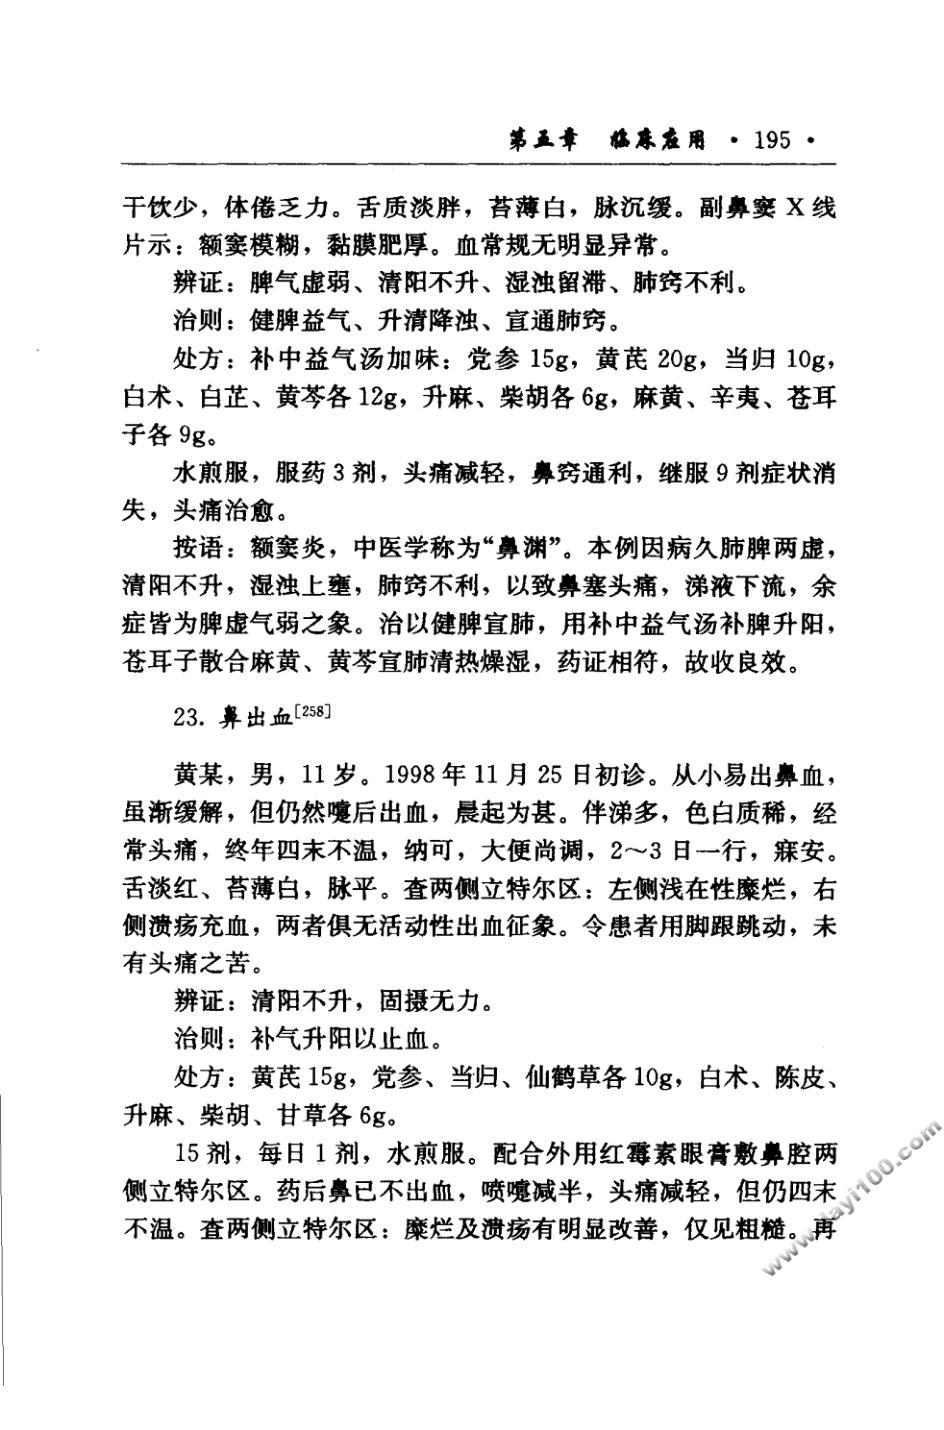 第五章 临床应用 · 195 ·
干饮少，体倦乏力。舌质淡胖，苔薄白，脉沉缓。副鼻窦 X 线
片示：额窦模糊，黏膜肥厚。血常规无明显异常。
辨证：脾气虚弱、清阳不升、湿浊留滞、肺窍不利。
治则：健脾益气、升清降浊、宣通肺窍。
处方：补中益气汤加味：党参 15g，黄芪 20g，当归 10g，
白术、白芷、黄芩各 12g，升麻、柴胡各 6g，麻黄、辛夷、苍耳
子各 9g。
水煎服，服药 3 剂，头痛减轻，鼻窍通利，继服 9 剂症状消
失，头痛治愈。
按语：额窦炎，中医学称为“鼻渊”。本例因病久肺脾两虚，
清阳不升，湿浊上壅，肺窍不利，以致鼻塞头痛，涕液下流，余
症皆为脾虚气弱之象。治以健脾宣肺，用补中益气汤补脾升阳，
苍耳子散合麻黄、黄芩宣肺清热燥湿，药证相符，故收良效。
23. 鼻出血[258]
黄某，男，11 岁。1998 年 11 月 25 日初诊。从小易出鼻血，
虽渐缓解，但仍然嚏后出血，晨起为甚。伴涕多，色白质稀，经
常头痛，终年四末不温，纳可，大便尚调，2～3 日一行，寐安。
舌淡红、苔薄白，脉平。查两侧立特尔区：左侧浅在性糜烂，右
侧溃疡充血，两者俱无活动性出血征象。令患者用脚跟跳动，未
有头痛之苦。
辨证：清阳不升，固摄无力。
治则：补气升阳以止血。
处方：黄芪 15g，党参、当归、仙鹤草各 10g，白术、陈皮、
升麻、柴胡、甘草各 6g。
15 剂，每日 1 剂，水煎服。配合外用红霉素眼膏敷鼻腔两
侧立特尔区。药后鼻已不出血，喷嚏减半，头痛减轻，但仍四末
不温。查两侧立特尔区：糜烂及溃疡有明显改善，仅见粗糙。再
www.layi100.com